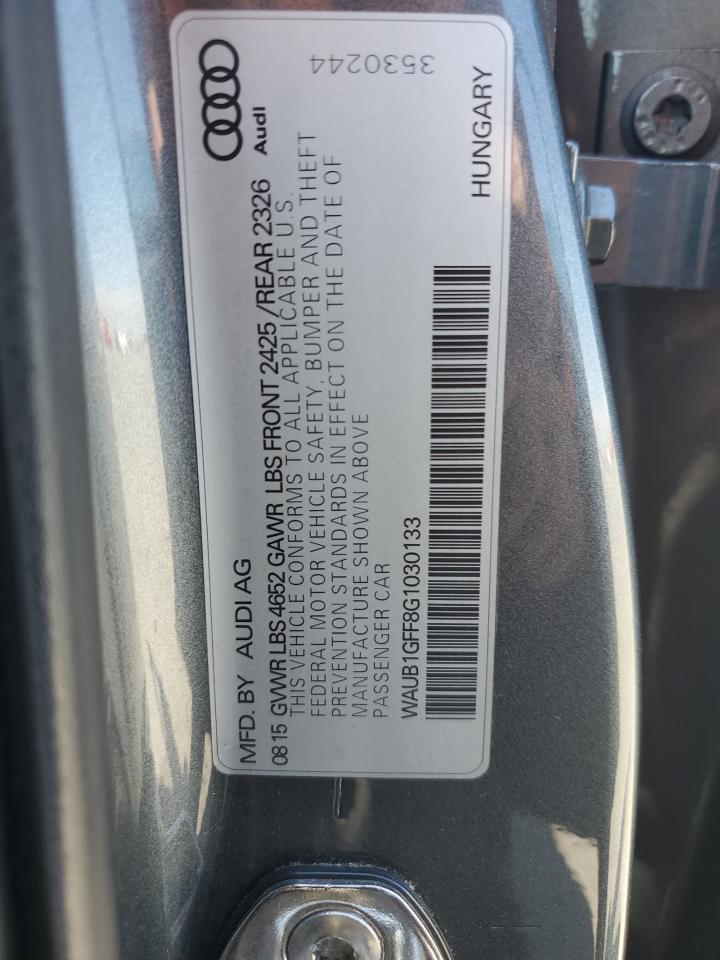 MFD. BY AUDI AG
08 15 GVWR LBS 4652 GAWR LBS FRONT 2425 /REAR 2326
THIS VEHICLE CONFORMS TO ALL APPLICABLE U.S.
FEDERAL MOTOR VEHICLE SAFETY, BUMPER AND THEFT
PREVENTION STANDARDS IN EFFECT ON THE DATE OF
MANUFACTURE SHOWN ABOVE
PASSENGER CAR
WAUB1GFF8G1030133
Audi
3530244
HUNGARY